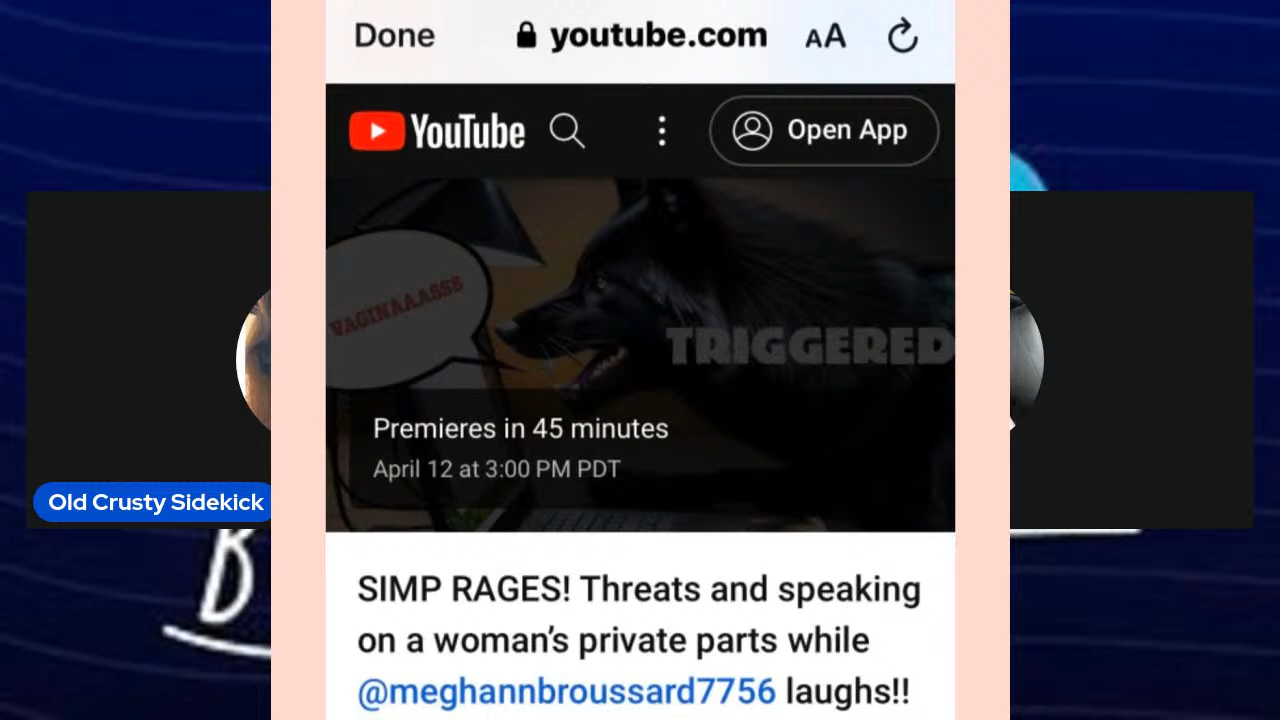 Done youtube.com AA
YouTube Open App
VAGINAAASSS
TRIGGERED
Premieres in 45 minutes
April 12 at 3:00 PM PDT
Old Crusty Sidekick
SIMP RAGES! Threats and speaking
on a woman’s private parts while
@meghannbroussard7756 laughs!!